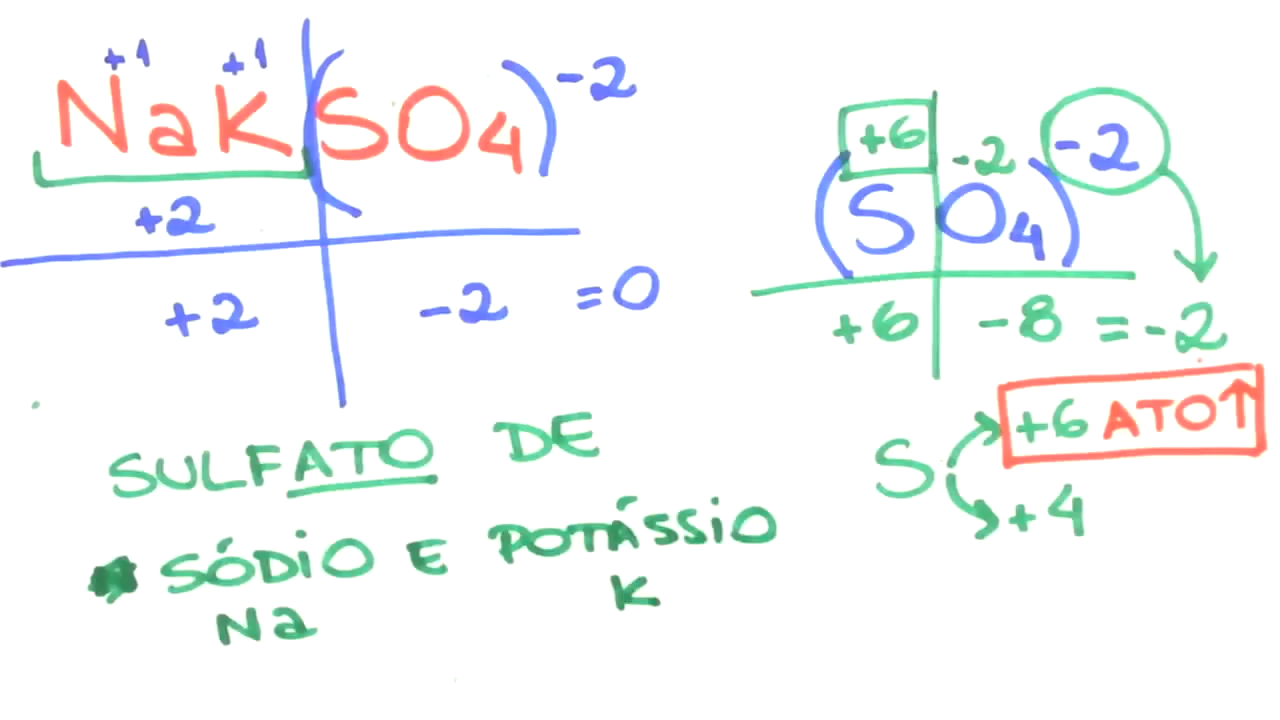 +1 +1
NaK(SO4)-2
+2
+2 -2 =0
+6 -2
(SO4)-2
+6 -8 = -2
S +6 ATO↑
+4
SULFATO DE
SÓDIO E POTÁSSIO
Na K